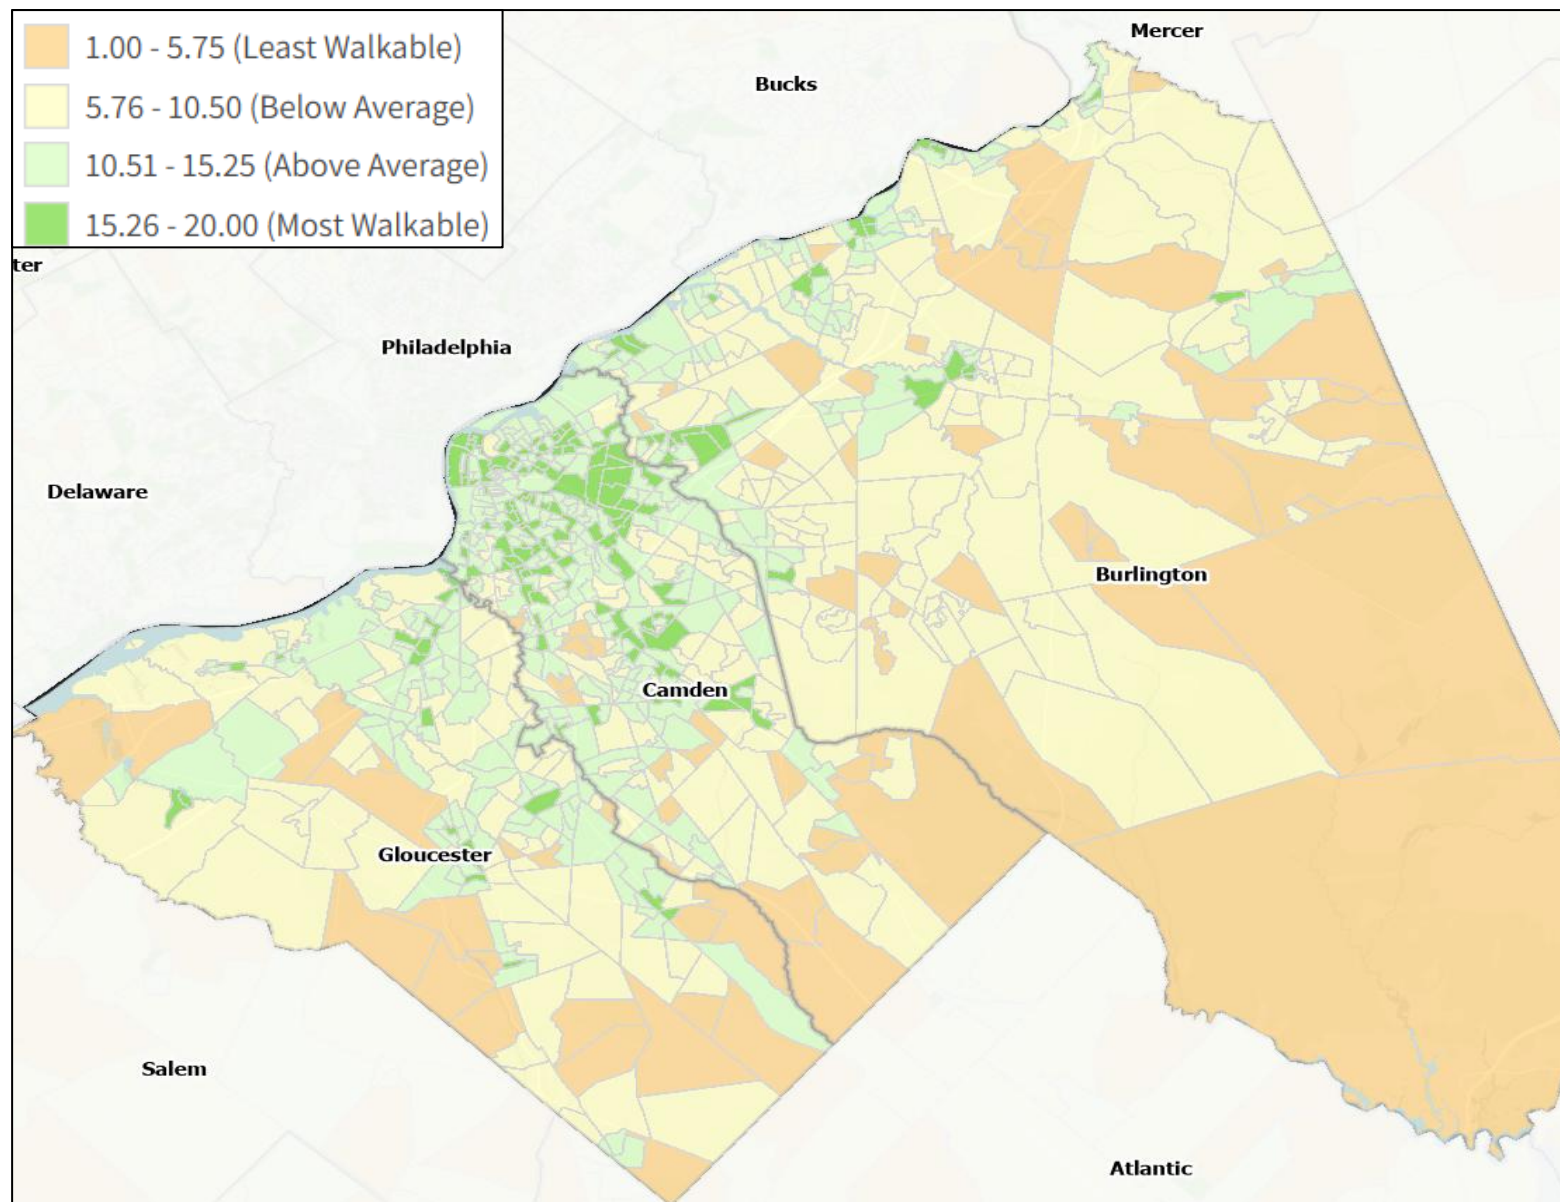 1.00 - 5.75 (Least Walkable)
5.76 - 10.50 (Below Average)
10.51 - 15.25 (Above Average)
15.26 - 20.00 (Most Walkable)
Mercer
Bucks
ter
Philadelphia
Delaware
Burlington
Camden
Gloucester
Salem
Atlantic